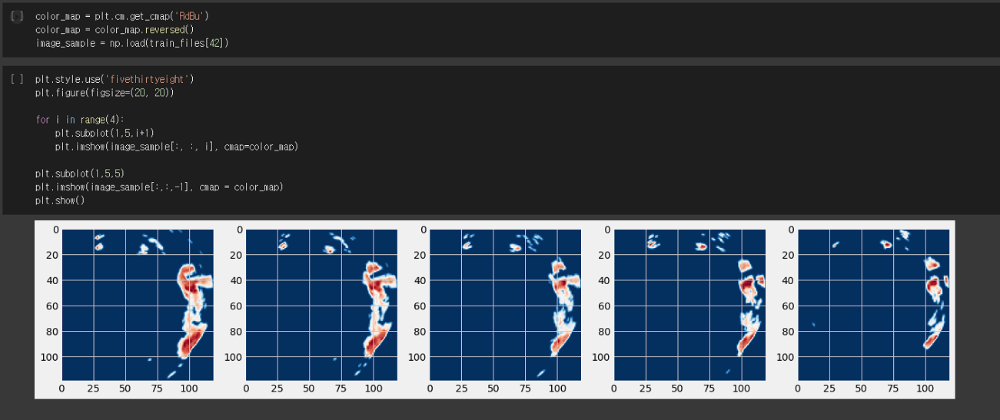 [ ] color_map = plt.cm.get_cmap('RdBu')
color_map = color_map.reversed()
image_sample = np.load(train_files[42])
[ ] plt.style.use('fivethirtyeight')
plt.figure(figsize=(20, 20))
for i in range(4):
plt.subplot(1,5,i+1)
plt.imshow(image_sample[:, :, i], cmap=color_map)
plt.subplot(1,5,5)
plt.imshow(image_sample[:,:,-1], cmap = color_map)
plt.show()
0 0 0 0 0
20 20 20 20 20
40 40 40 40 40
60 60 60 60 60
80 80 80 80 80
100 100 100 100 100
0 25 50 75 100 0 25 50 75 100 0 25 50 75 100 0 25 50 75 100 0 25 50 75 100